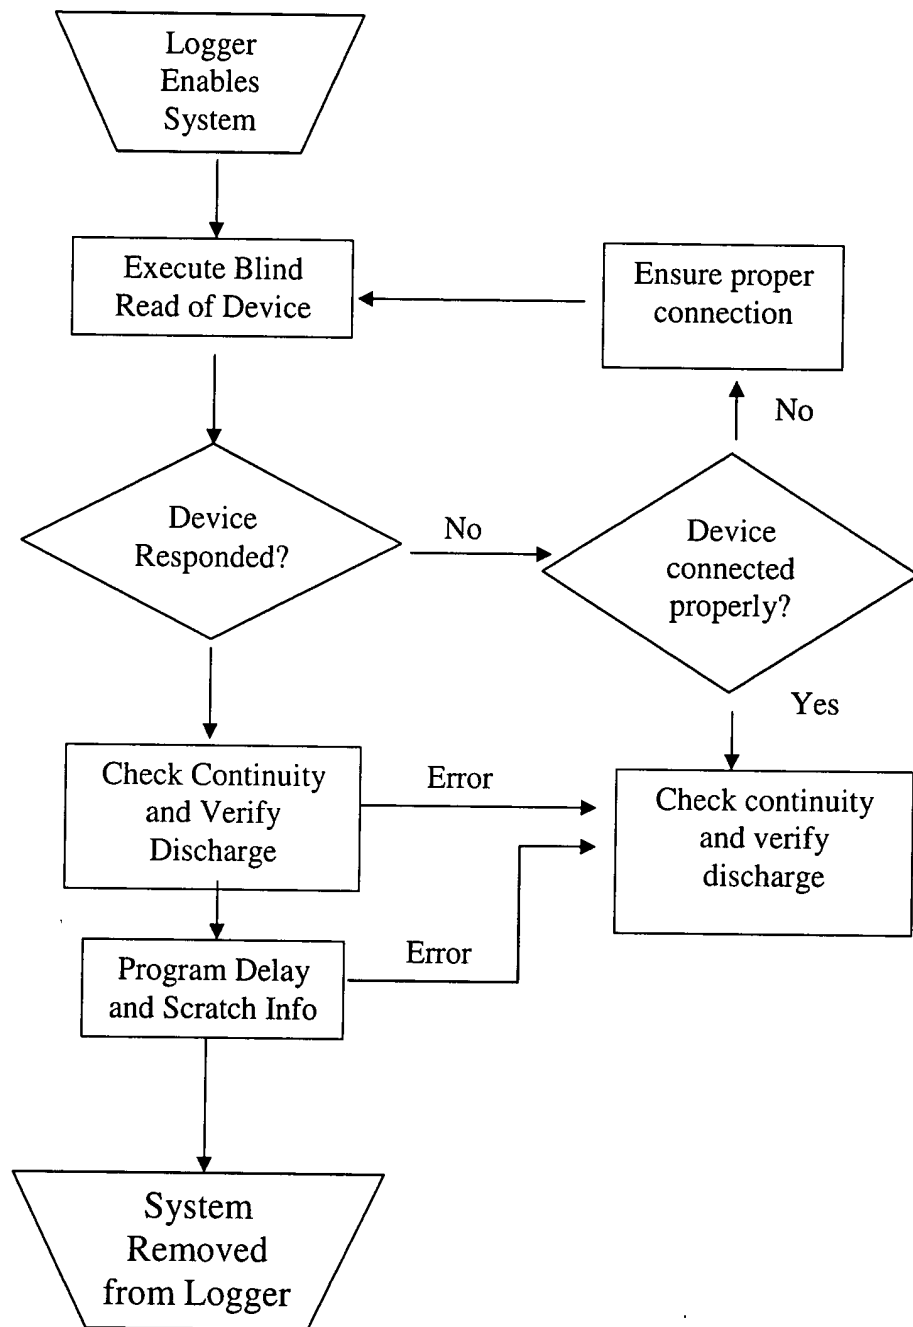 Logger
Enables
System
Execute Blind
Read of Device
Ensure proper
connection
No
Device
Responded?
No
Device
connected
properly?
Yes
Check Continuity
and Verify
Discharge
Error
Check continuity
and verify
discharge
Program Delay
and Scratch Info
Error
System
Removed
from Logger